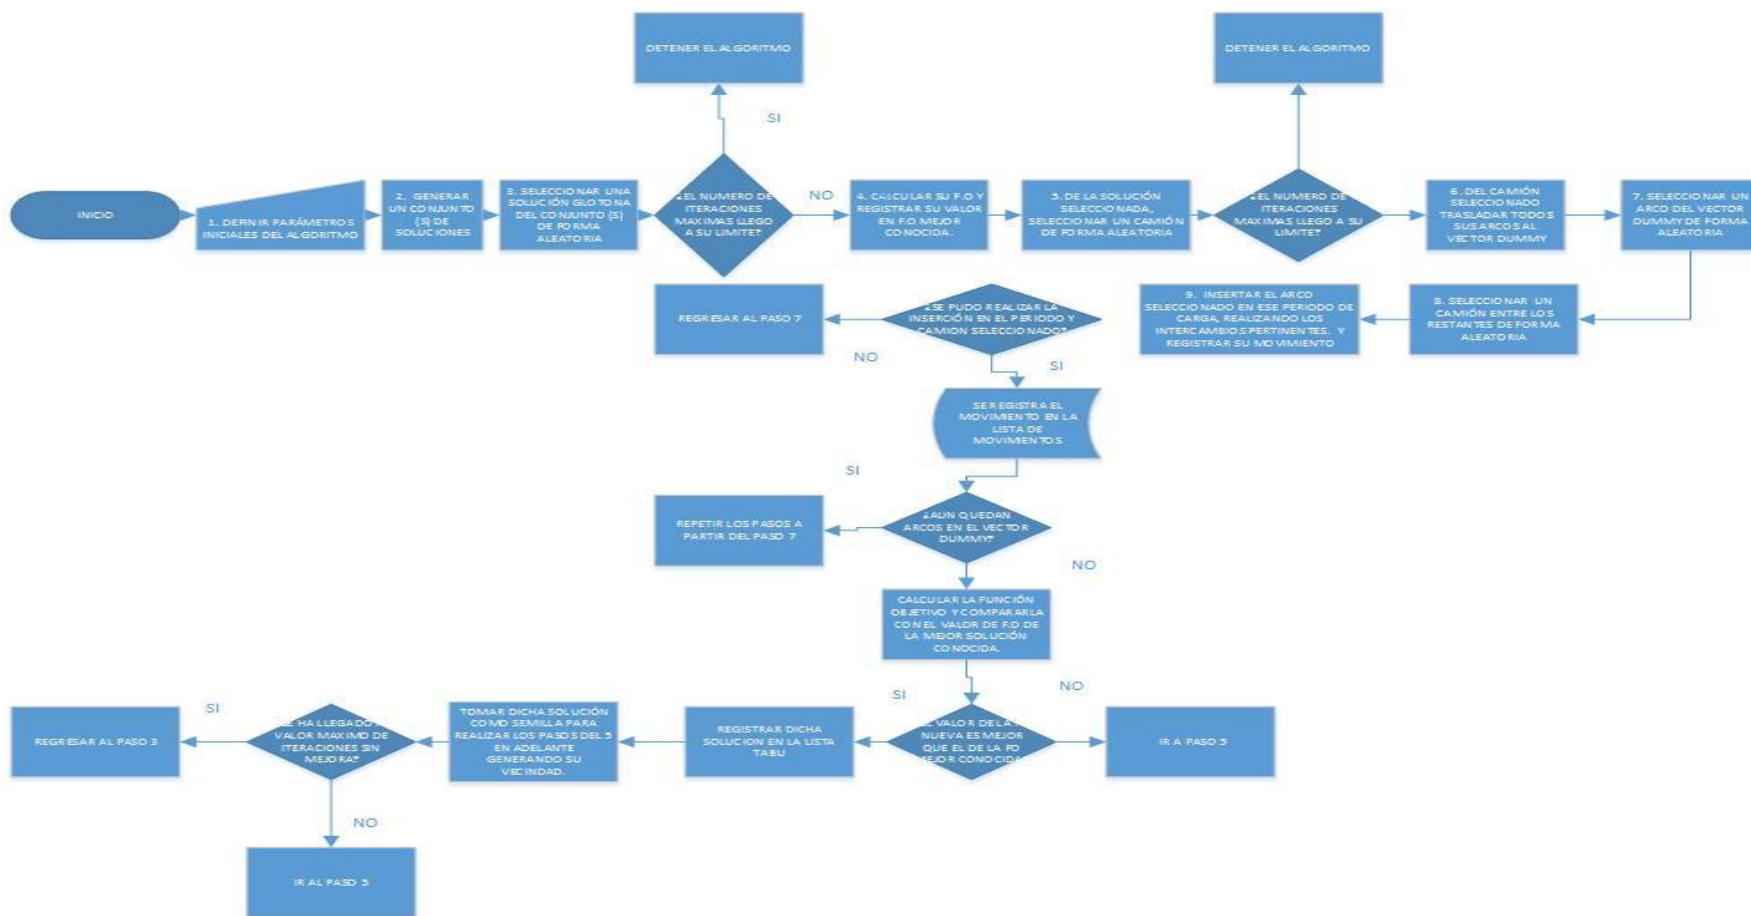 DETENER EL ALGORITMO
DETENER EL ALGORITMO
SI
INICIO
1. DEFINIR PARÁMETROS
INICIALES DEL ALGORITMO
2. GENERAR
UN CONJUNTO
(S) DE
SOLUCIONES
3. SELECCIONAR UNA
SOLUCIÓN GLOTONA
DEL CONJUNTO (S)
DE FORMA
ALEATORIA
¿EL NUMERO DE
ITERACIONES
MAXIMAS LLEGO
A SU LIMITE?
NO
4. CALCULAR SU F.O Y
REGISTRAR SU VALOR
EN F.O MEJOR
CONOCIDA.
5. DE LA SOLUCIÓN
SELECCIONADA,
SELECCIONAR UN CAMIÓN
DE FORMA ALEATORIA
¿EL NUMERO DE
ITERACIONES
MAXIMAS LLEGO A SU
LIMITE?
6. DEL CAMIÓN
SELECCIONADO
TRASLADAR TODOS
SUS ARCOS AL
VECTOR DUMMY
7. SELECCIONAR UN
ARCO DEL VECTOR
DUMMY DE FORMA
ALEATORIA
REGRESAR AL PASO 7
¿SE PUDO REALIZAR LA
INSERCIÓN EN EL PERIODO Y
CAMION SELECCIONADO?
9. INSERTAR EL ARCO
SELECCIONADO EN ESE PERIODO DE
CARGA, REALIZANDO LOS
INTERCAMBIOS PERTINENTES. Y
REGISTRAR SU MOVIMIENTO
8. SELECCIONAR UN
CAMIÓN ENTRE LOS
RESTANTES DE FORMA
ALEATORIA
NO
SI
SE REGISTRA EL
MOVIMIENTO EN LA
LISTA DE
MOVIMIENTOS
SI
REPETIR LOS PASOS A
PARTIR DEL PASO 7
¿AUN QUEDAN
ARCOS EN EL VECTOR
DUMMY?
NO
CALCULAR LA FUNCIÓN
OBJETIVO Y COMPARARLA
CON EL VALOR DE F.O DE
LA MEJOR SOLUCIÓN
CONOCIDA.
SI
NO
SI
REGRESAR AL PASO 3
HA LLEGADO
VALOR MAXIMO DE
ITERACIONES SIN
MEJORA?
TOMAR DICHA SOLUCIÓN
COMO SEMILLA PARA
REALIZAR LOS PASOS DEL 5
EN ADELANTE
GENERANDO SU
VECINDAD.
REGISTRAR DICHA
SOLUCION EN LA LISTA
TABU
VALOR DE LA
NUEVA ES MEJOR
QUE EL DE LA FO
CONOCIDA
IR A PASO 5
NO
IR AL PASO 5